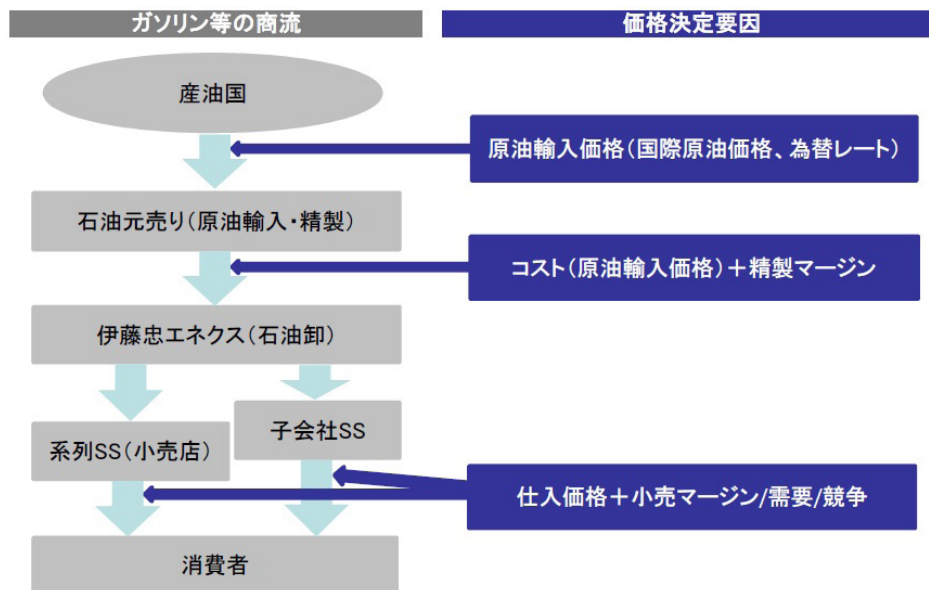 ガソリン等の商流
価格決定要因
産油国
原油輸入価格（国際原油価格、為替レート）
石油元売り（原油輸入・精製）
コスト（原油輸入価格）＋精製マージン
伊藤忠エネクス（石油卸）
子会社SS
系列SS（小売店）
仕入価格＋小売マージン/需要/競争
消費者